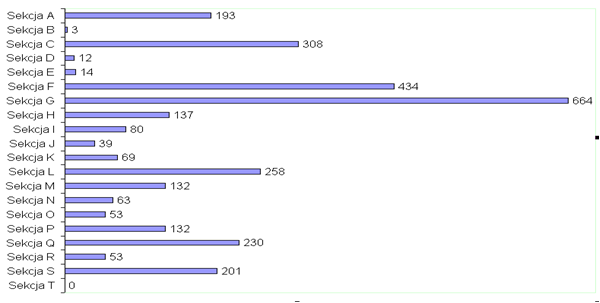 Sekcja A 193
Sekcja B 3
Sekcja C 308
Sekcja D 12
Sekcja E 14
Sekcja F 434
Sekcja G 664
Sekcja H 137
Sekcja I 80
Sekcja J 39
Sekcja K 69
Sekcja L 258
Sekcja M 132
Sekcja N 63
Sekcja O 53
Sekcja P 132
Sekcja Q 230
Sekcja R 53
Sekcja S 201
Sekcja T 0